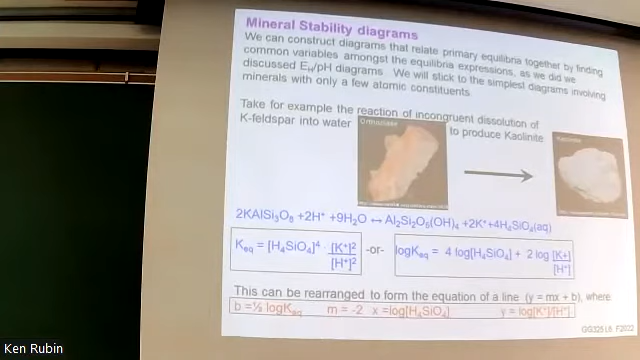 Mineral Stability diagrams
We can construct diagrams that relate primary equilibria together by finding
common variables amongst the equilibria expressions, as we did we
discussed EH/pH diagrams. We will stick to the simplest diagrams involving
minerals with only a few atomic constituents.
Take for example the reaction of incongruent dissolution of
K-feldspar into water
to produce Kaolinite
Orthoclase
Kaolinite
2KAlSi3O8 +2H+ +9H2O ↔ Al2Si2O5(OH)4 +2K+ +4H4SiO4(aq)
Keq = [H4SiO4]4 · [K+]2
[H+]2
-or-
logKeq = 4 log[H4SiO4] + 2 log [K+]
[H+]
This can be rearranged to form the equation of a line (y = mx + b), where
b =½ logKeq m = -2 x =log[H4SiO4] y = log[K+]/[H+]
GG325 L6 F2022
Ken Rubin